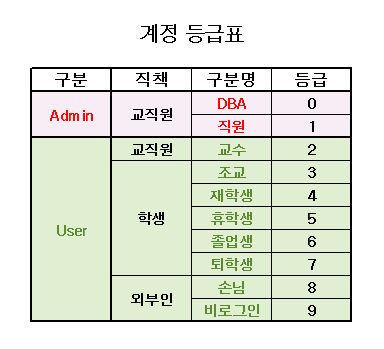 계정 등급표
구분 직책 구분명 등급
Admin 교직원 DBA 0
직원 1
User 교직원 교수 2
학생 조교 3
재학생 4
휴학생 5
졸업생 6
퇴학생 7
외부인 손님 8
비로그인 9